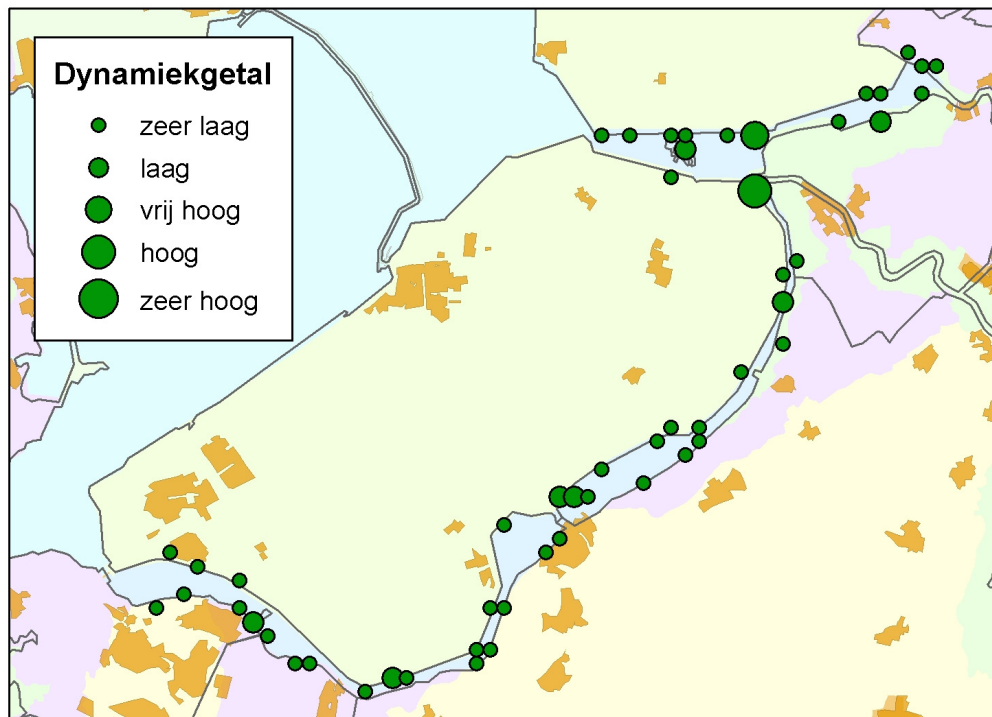 Dynamiekgetal
zeer laag
laag
vrij hoog
hoog
zeer hoog